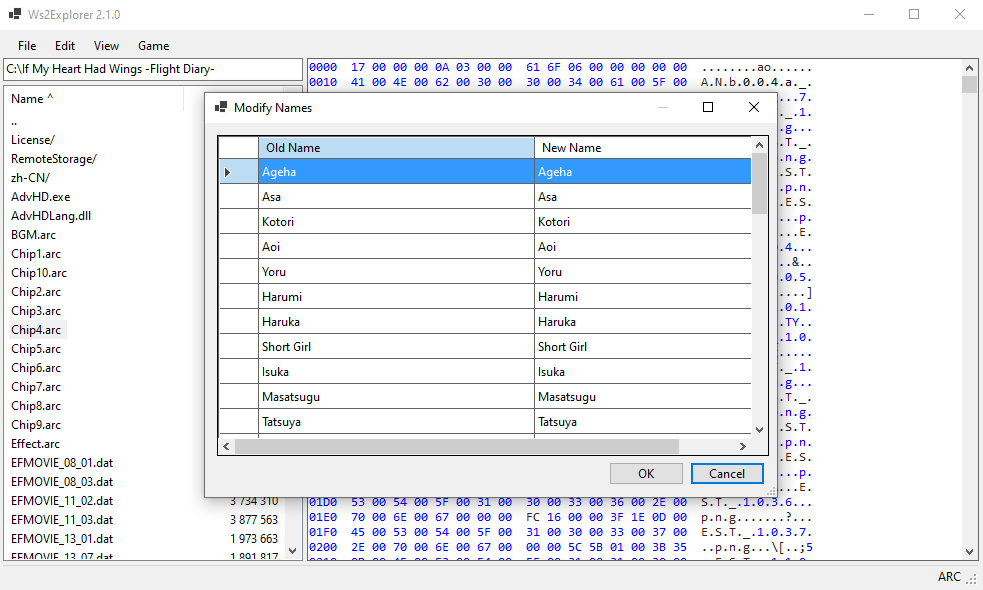 Ws2Explorer 2.1.0
File Edit View Game
C:\If My Heart Had Wings -Flight Diary-
Name ^
..
License/
RemoteStorage/
zh-CN/
AdvHD.exe
AdvHDLang.dll
BGM.arc
Chip1.arc
Chip10.arc
Chip2.arc
Chip3.arc
Chip4.arc
Chip5.arc
Chip6.arc
Chip7.arc
Chip8.arc
Chip9.arc
Effect.arc
EFMOVIE_08_01.dat
EFMOVIE_08_03.dat
EFMOVIE_11_02.dat 3 734 310
EFMOVIE_11_03.dat 3 877 563
EFMOVIE_13_01.dat 1 973 663
EFMOVIE_13_07.dat 1 891 817
0000 17 00 00 00 0A 03 00 00 61 6F 06 00 00 00 00 00 ........ao......
0010 41 00 4E 00 62 00 30 00 30 00 34 00 61 00 5F 00 A.N.b.0.0.4.a._.
Modify Names
Old Name New Name
Ageha Ageha
Asa Asa
Kotori Kotori
Aoi Aoi
Yoru Yoru
Harumi Harumi
Haruka Haruka
Short Girl Short Girl
Isuka Isuka
Masatsugu Masatsugu
Tatsuya Tatsuya
OK Cancel
01D0 53 00 54 00 5F 00 31 00 30 00 33 00 36 00 2E 00 S.T._.1.0.3.6...
01E0 70 00 6E 00 67 00 00 00 FC 16 00 00 3F 1E 0D 00 p.n.g.......?...
01F0 45 00 53 00 54 00 5F 00 31 00 30 00 33 00 37 00 E.S.T._.1.0.3.7.
0200 2E 00 70 00 6E 00 67 00 00 00 5C 5B 01 00 3B 35 ..p.n.g...\[..;5
ARC